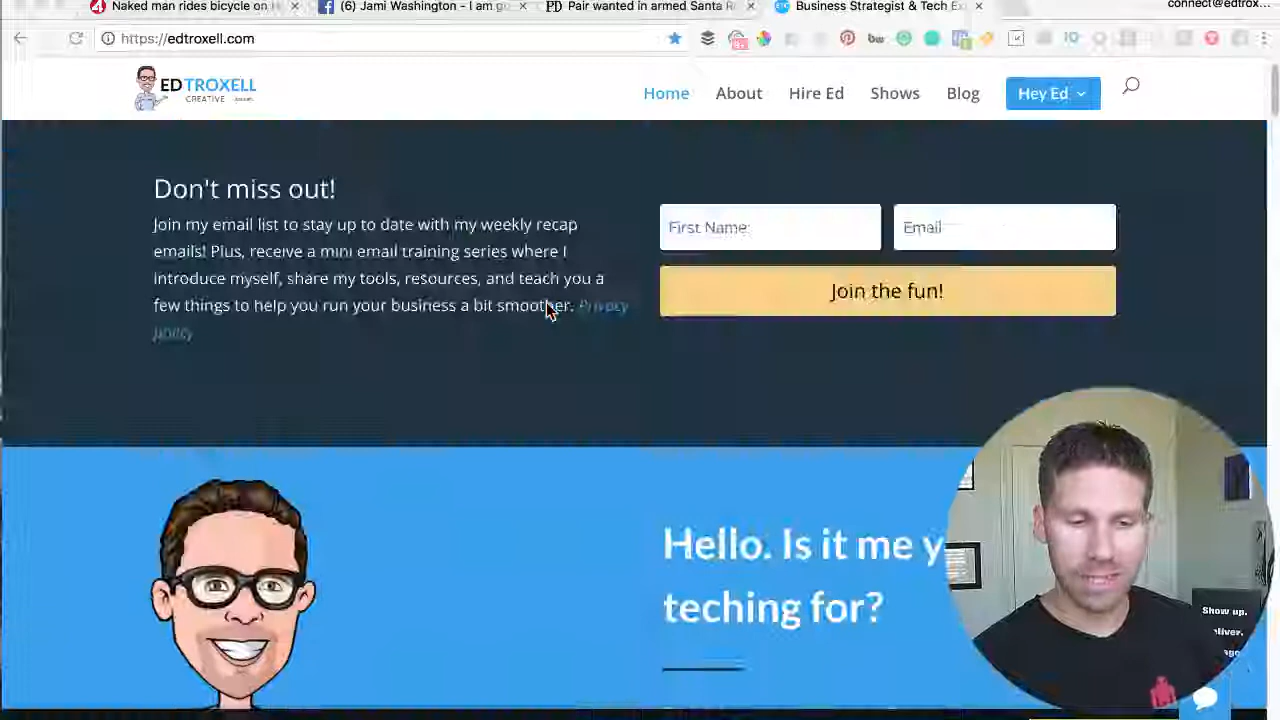 Naked man rides bicycle on
(6) Jami Washington - I am
Pair wanted in armed Santa
Business Strategist & Tech
connect@edtrox...
https://edtroxell.com
ED TROXELL
CREATIVE
Home About Hire Ed Shows Blog Hey Ed
Don't miss out!
Join my email list to stay up to date with my weekly recap
emails! Plus, receive a mini email training series where I
introduce myself, share my tools, resources, and teach you a
few things to help you run your business a bit smoother. Privacy
policy
First Name: Email
Join the fun!
Hello. Is it me y
teching for?
Show up.